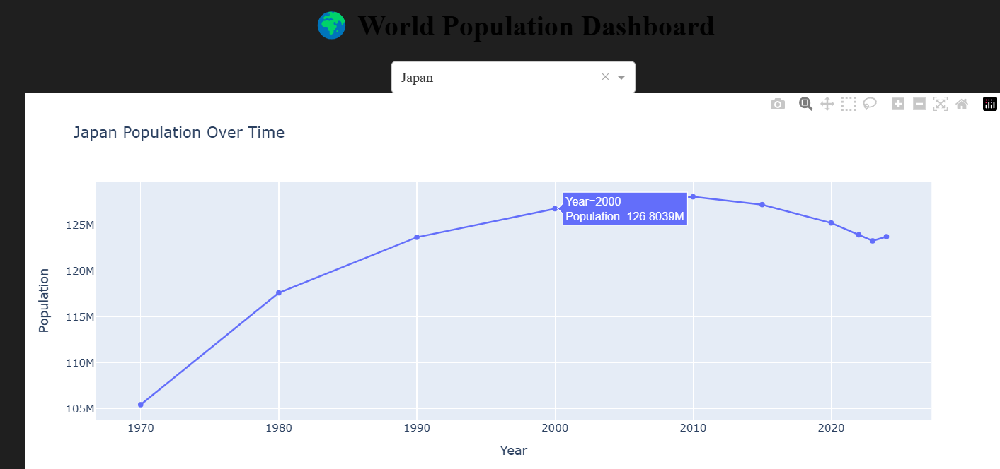 🌍 World Population Dashboard
Japan
Japan Population Over Time
Year=2000
Population=126.8039M
125M
120M
115M
110M
105M
Population
1970 1980 1990 2000 2010 2020
Year